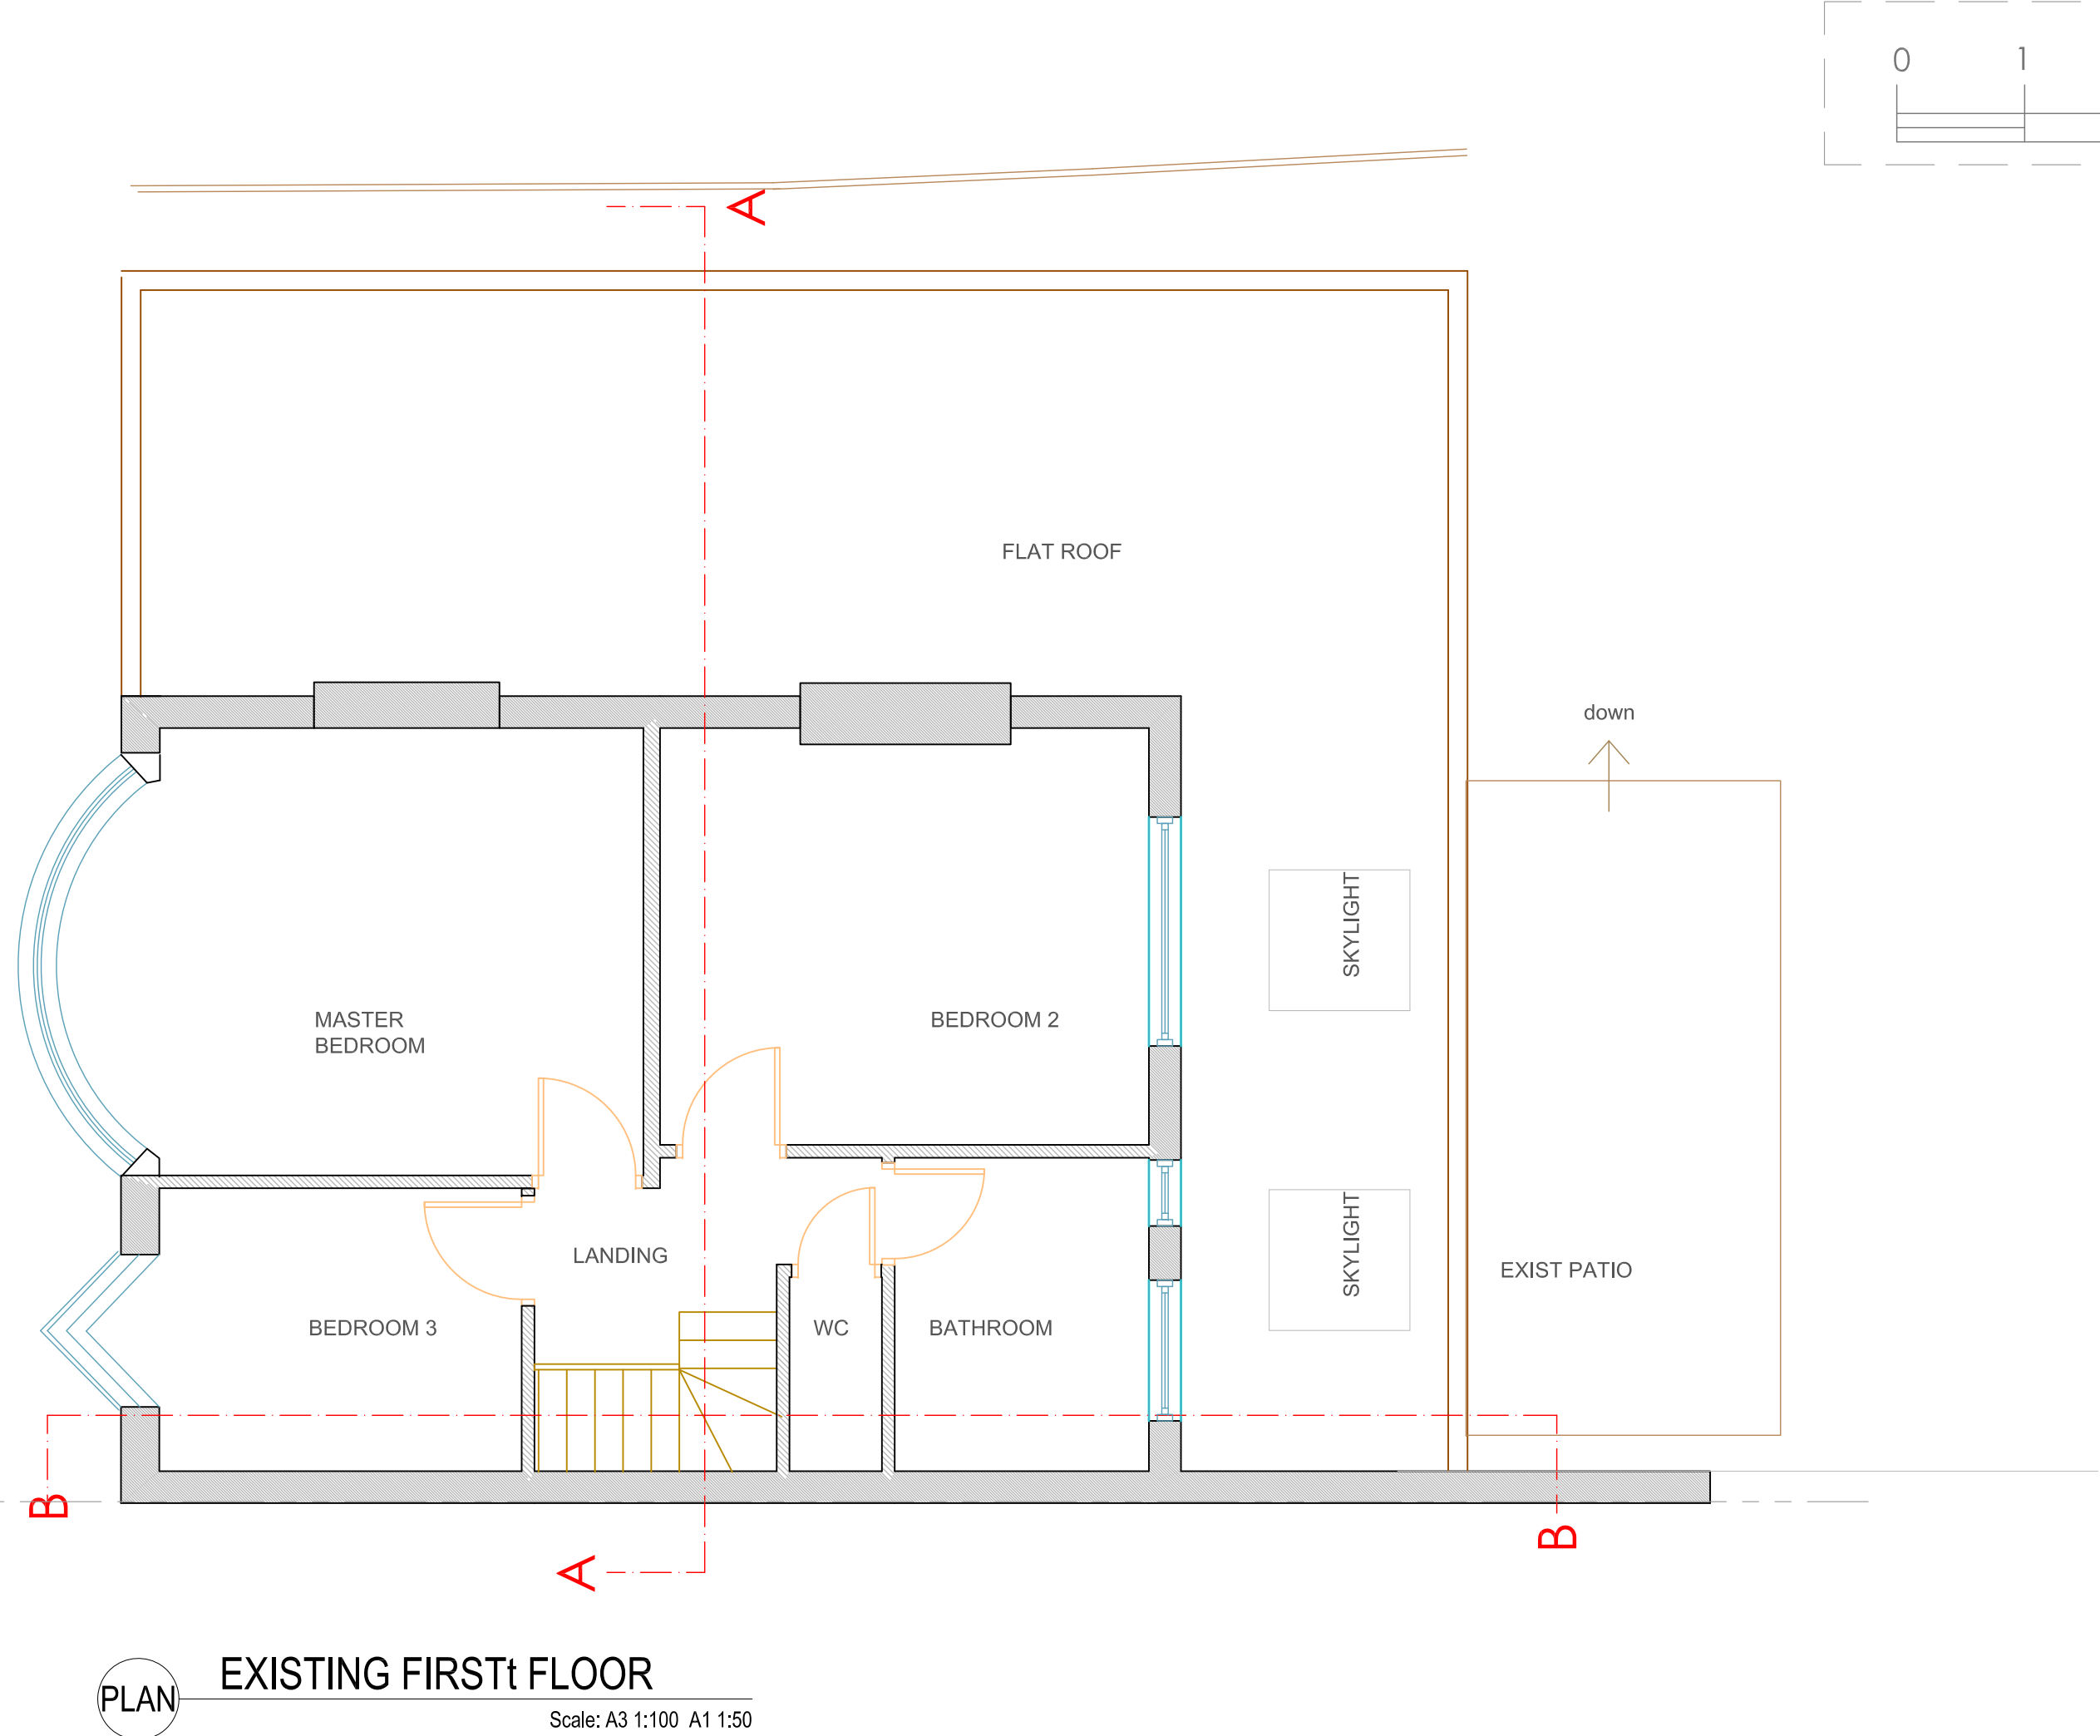 0 1
A
FLAT ROOF
down
SKYLIGHT
MASTER
BEDROOM
BEDROOM 2
LANDING
SKYLIGHT
EXIST PATIO
BEDROOM 3
WC
BATHROOM
B
B
A
PLAN
EXISTING FIRSTt FLOOR
Scale: A3 1:100 A1 1:50